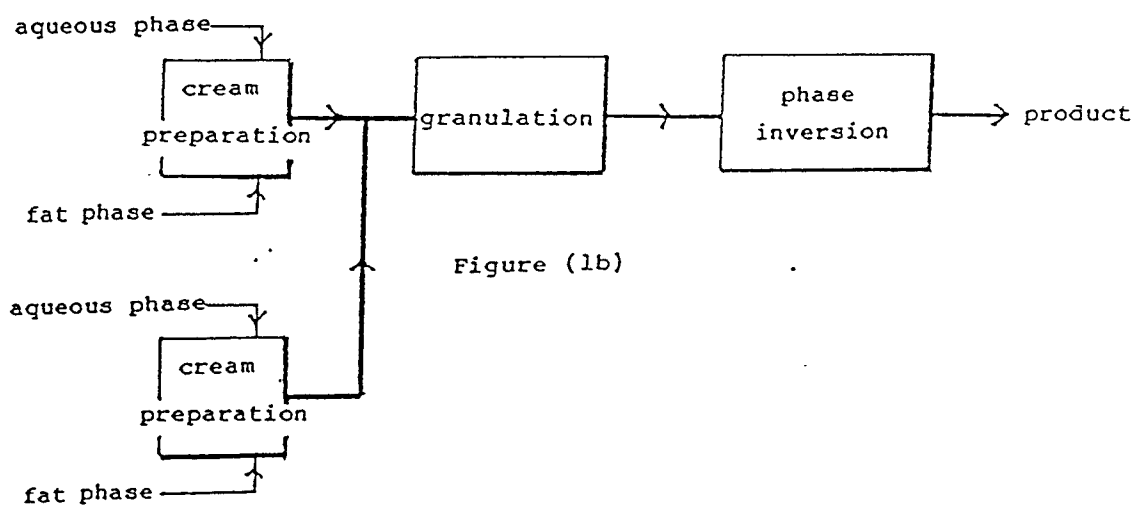 aqueous phase
cream
preparation
fat phase
granulation
phase
inversion
product
Figure (1b)
aqueous phase
cream
preparation
fat phase